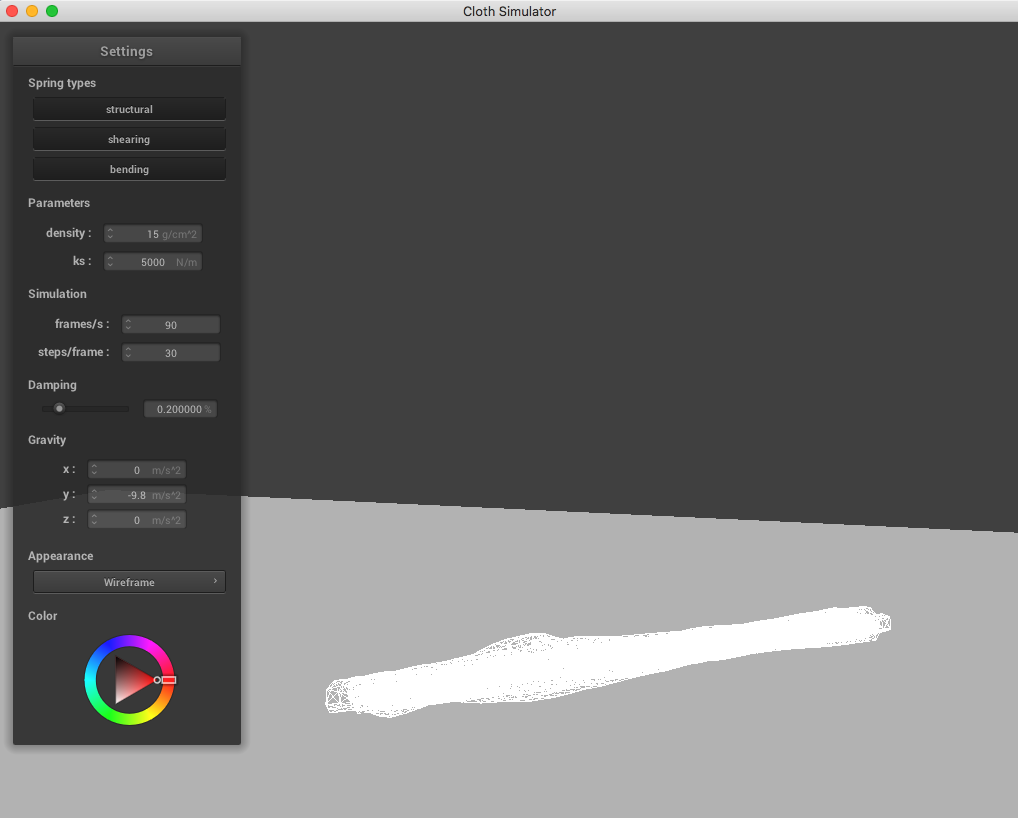 Cloth Simulator
Settings
Spring types
structural
shearing
bending
Parameters
density : 15 g/cm^2
ks : 5000 N/m
Simulation
frames/s : 90
steps/frame : 30
Damping
0.200000 %
Gravity
x : 0 m/s^2
y : -9.8 m/s^2
z : 0 m/s^2
Appearance
Wireframe
Color